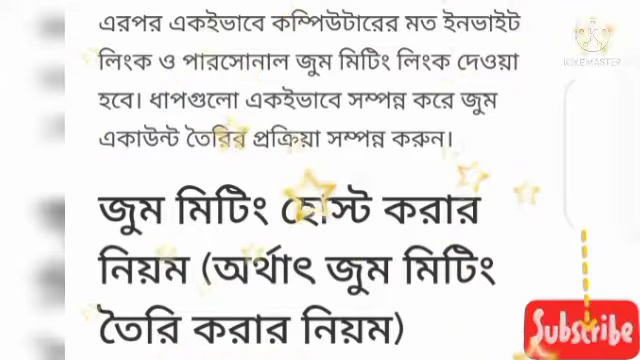 এরপর একইভাবে কম্পিউটারের মত ইনভাইট
লিংক ও পারসোনাল জুম মিটিং লিংক দেওয়া
হবে। ধাপগুলো একইভাবে সম্পন্ন করে জুম
একাউন্ট তৈরির প্রক্রিয়া সম্পন্ন করুন।
জুম মিটিং হোস্ট করার
নিয়ম (অর্থাৎ জুম মিটিং
তৈরি করার নিয়ম)
KINEMASTER
Subscribe